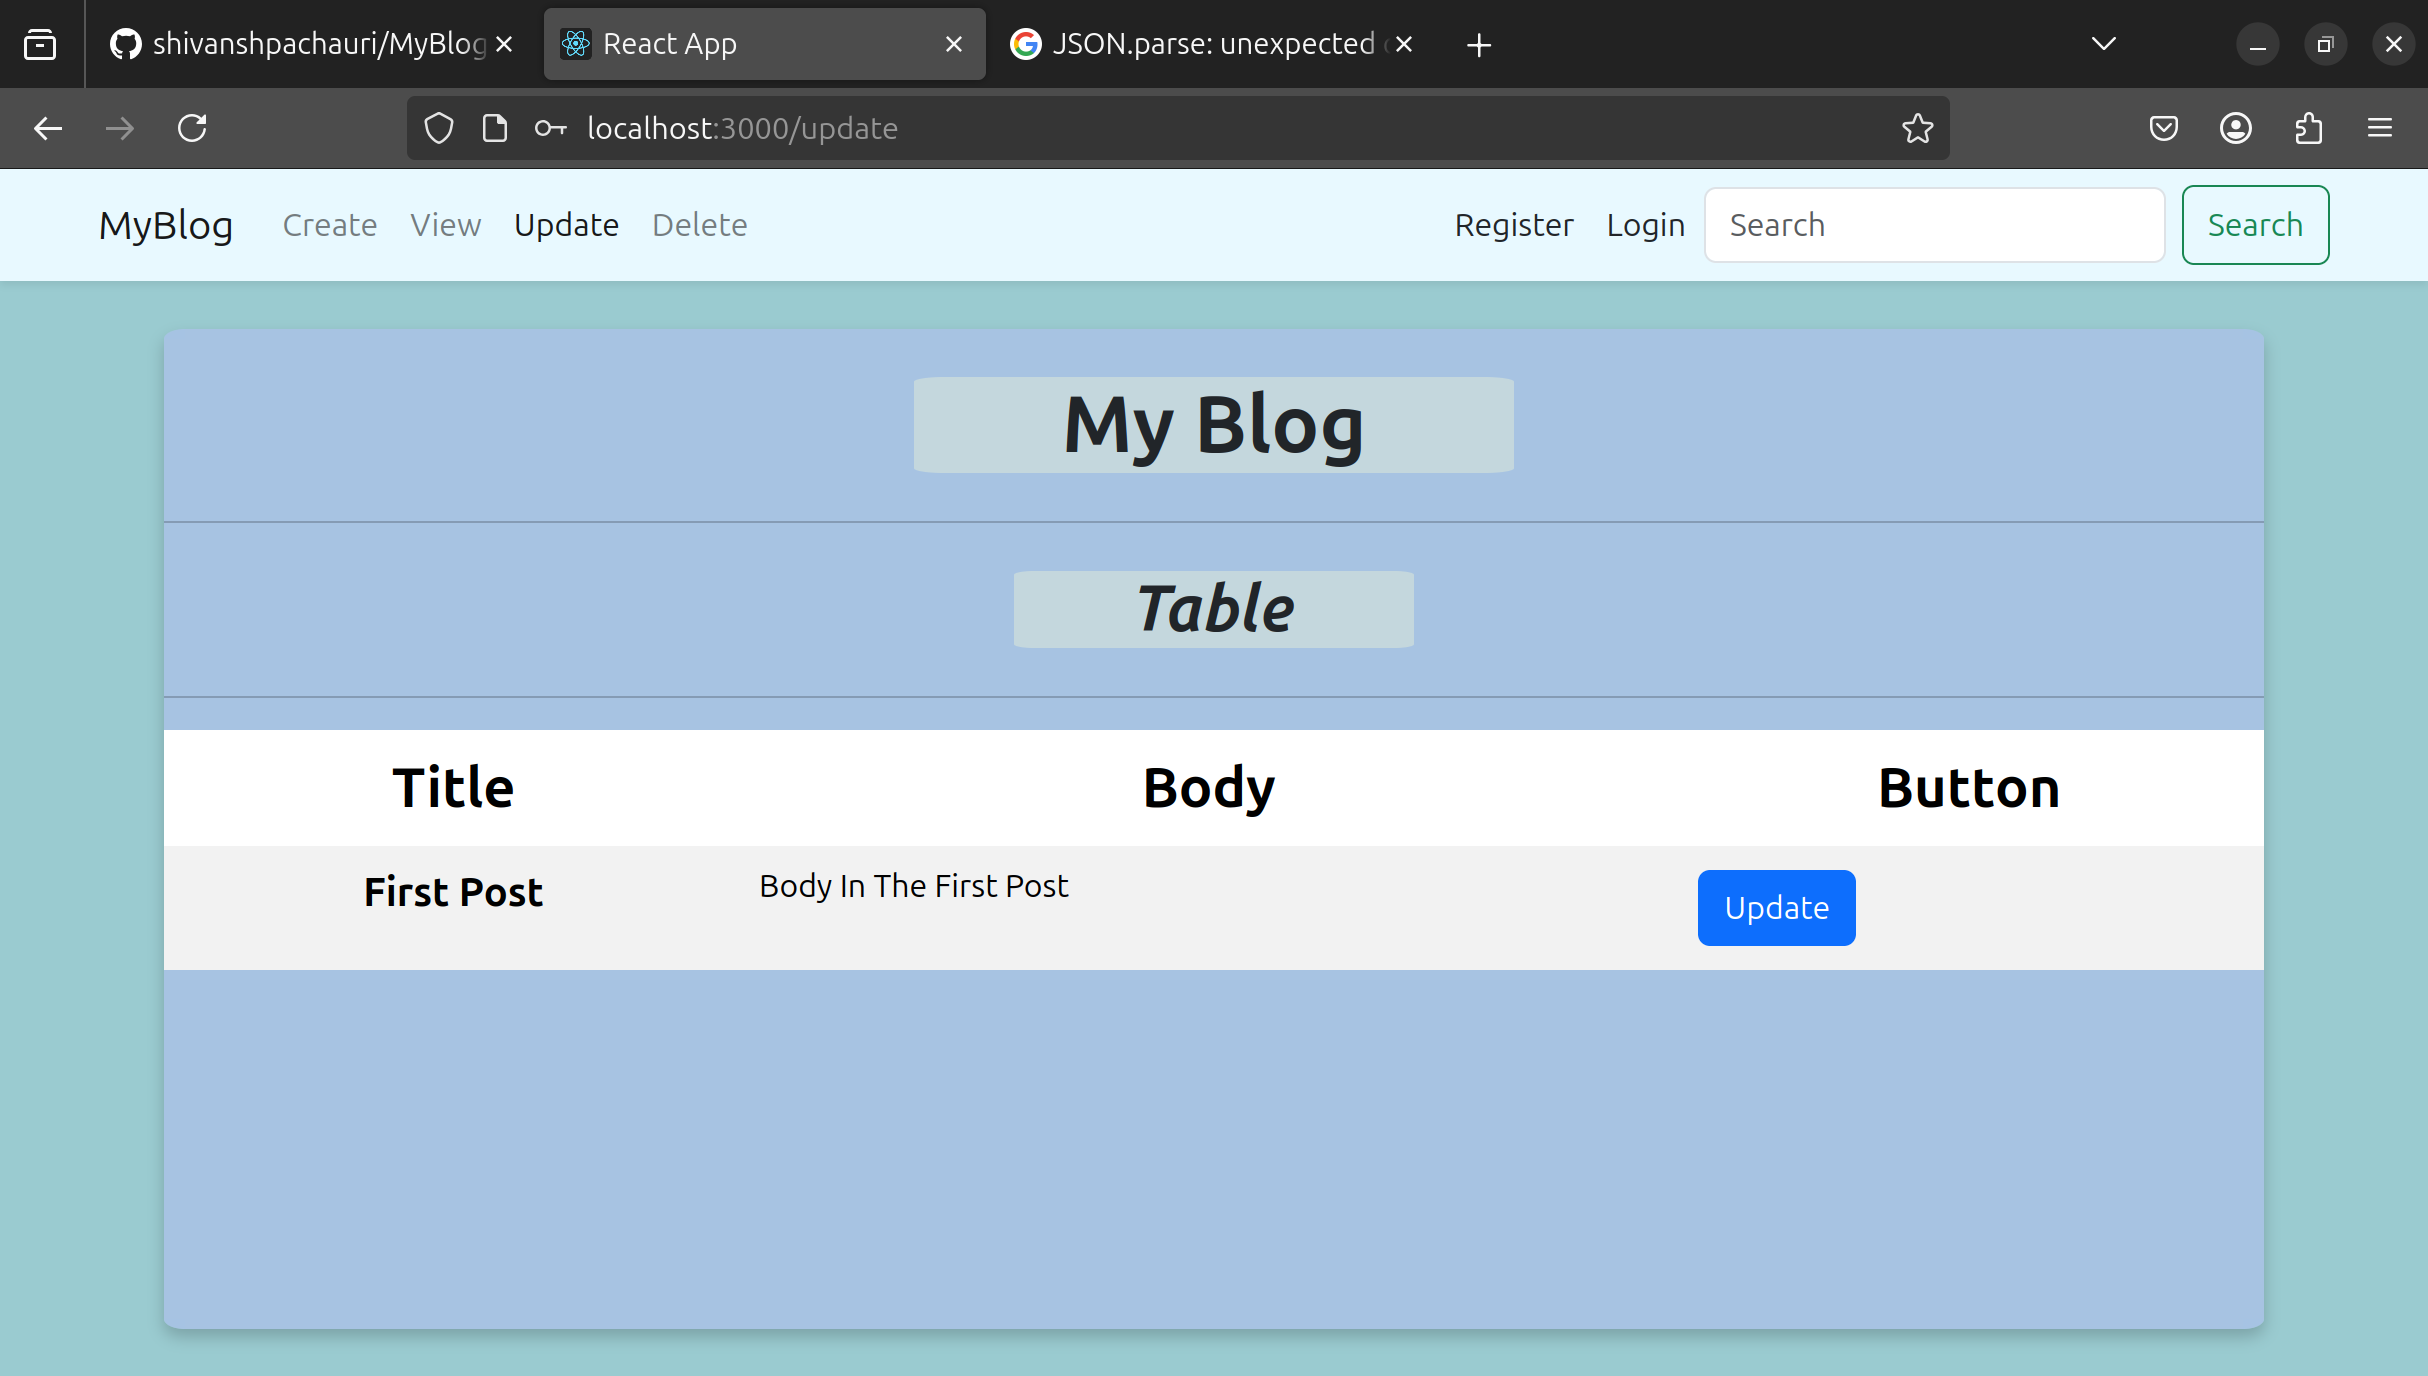 shivanshpachauri/MyBlog
React App
JSON.parse: unexpected
localhost:3000/update
MyBlog Create View Update Delete Register Login Search Search
My Blog
Table
Title Body Button
First Post Body In The First Post Update